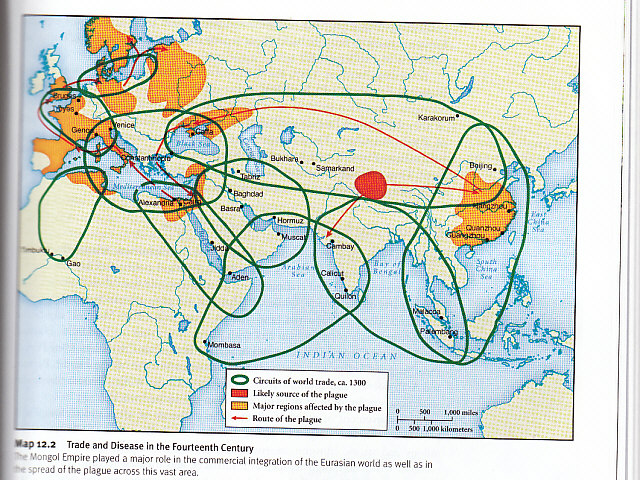 Karakorum
Bruges
Troyes
Genoa
Venice
Caffa
Black Sea
Constantinople
Bukhara
Samarkand
Beijing
Tabriz
Mediterranean Sea
Baghdad
Alexandria
Cairo
Basra
Hangzhou
East
China
Sea
Hormuz
Quanzhou
Guangzhou
Muscat
Jidda
Cambay
Timbuktu
Gao
Arabian
Sea
Bay of
Bengal
South
China
Sea
Aden
Calicut
Quilon
Malacca
Palembang
Mombasa
INDIAN OCEAN
Circuits of world trade, ca. 1300
Likely source of the plague
Major regions affected by the plague
Route of the plague
0 500 1,000 miles
0 500 1,000 kilometers
Map 12.2 Trade and Disease in the Fourteenth Century
The Mongol Empire played a major role in the commercial integration of the Eurasian world as well as in
the spread of the plague across this vast area.